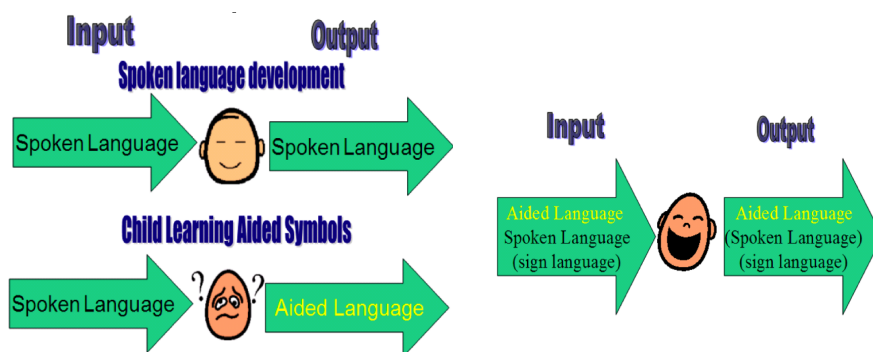 Input Output
Spoken language development
Spoken Language Spoken Language
Child Learning Aided Symbols
Spoken Language ? ? Aided Language
Input Output
Aided Language
Spoken Language
(sign language)
Aided Language
(Spoken Language)
(sign language)